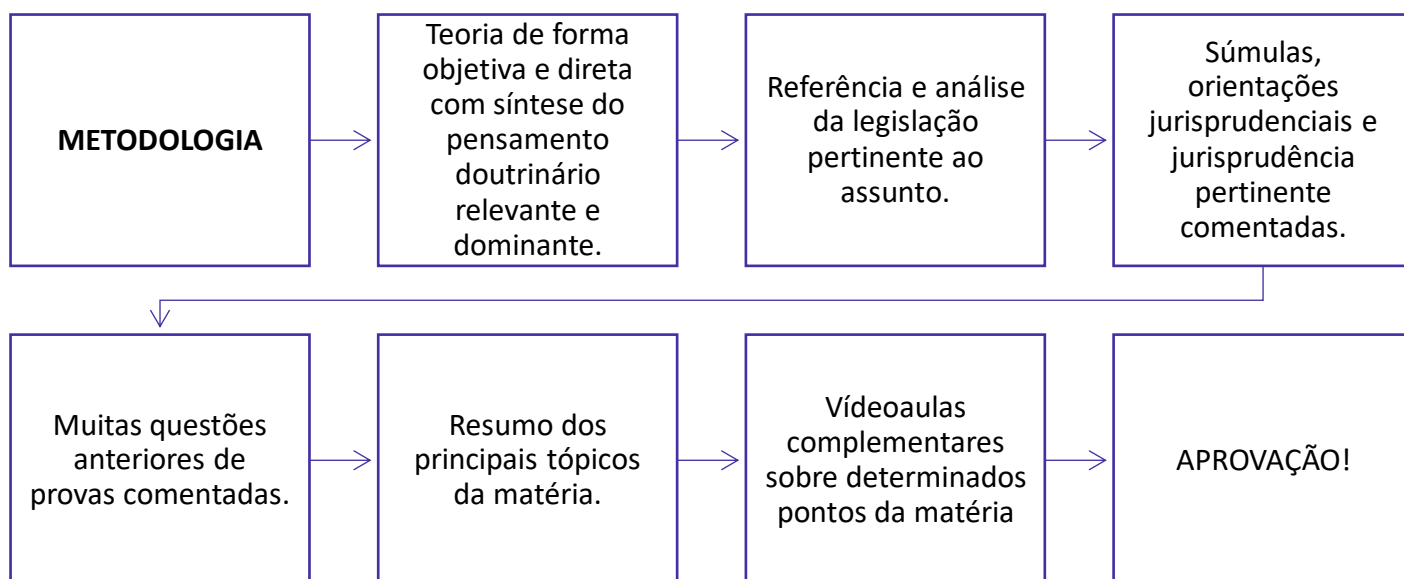 METODOLOGIA
Teoria de forma
objetiva e direta
com síntese do
pensamento
doutrinário
relevante e
dominante.
Referência e análise
da legislação
pertinente ao
assunto.
Súmulas,
orientações
jurisprudenciais e
jurisprudência
pertinente
comentadas.
Muitas questões
anteriores de
provas comentadas.
Resumo dos
principais tópicos
da matéria.
Vídeoaulas
complementares
sobre determinados
pontos da matéria
APROVAÇÃO!